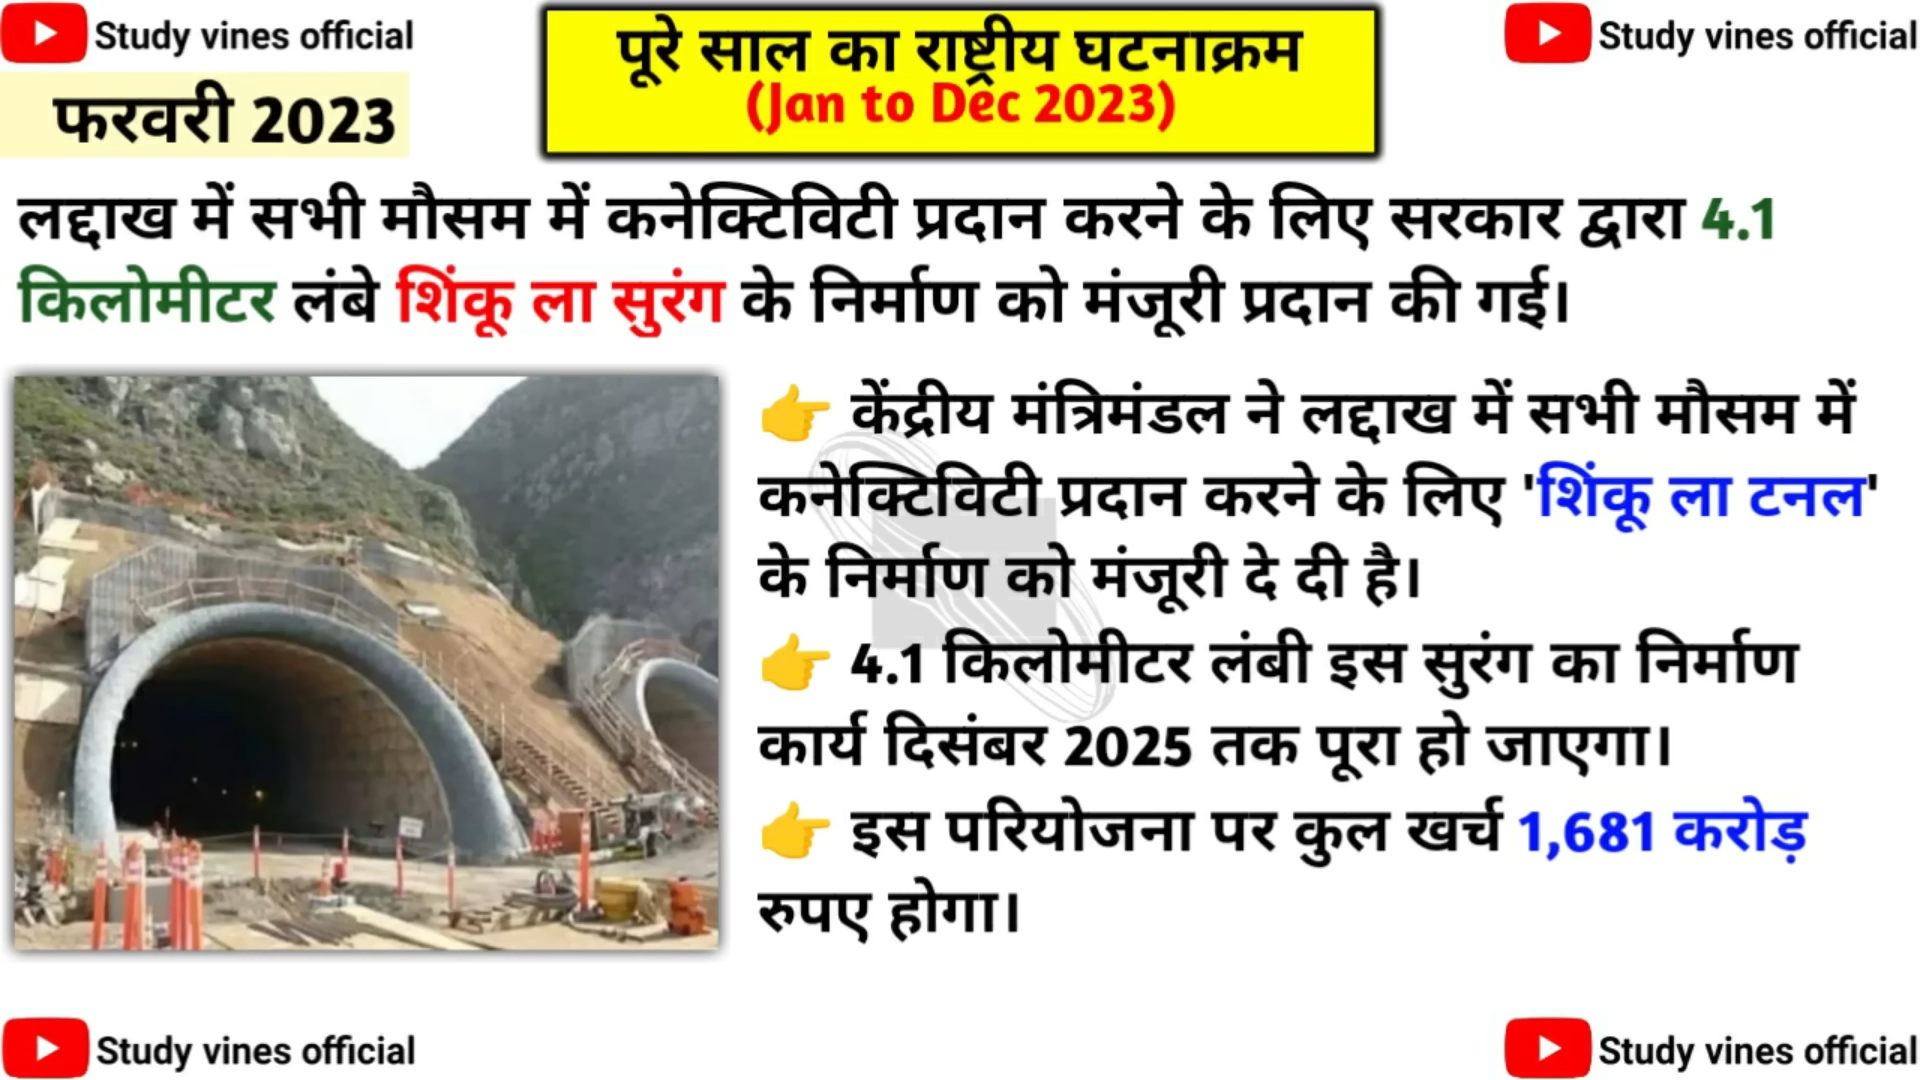 Study vines official
पूरे साल का राष्ट्रीय घटनाक्रम
(Jan to Dec 2023)
Study vines official
फरवरी 2023
लद्दाख में सभी मौसम में कनेक्टिविटी प्रदान करने के लिए सरकार द्वारा 4.1
किलोमीटर लंबे शिंकू ला सुरंग के निर्माण को मंजूरी प्रदान की गई।
👉 केंद्रीय मंत्रिमंडल ने लद्दाख में सभी मौसम में
कनेक्टिविटी प्रदान करने के लिए 'शिंकू ला टनल'
के निर्माण को मंजूरी दे दी है।
👉 4.1 किलोमीटर लंबी इस सुरंग का निर्माण
कार्य दिसंबर 2025 तक पूरा हो जाएगा।
👉 इस परियोजना पर कुल खर्च 1,681 करोड़
रुपए होगा।
Study vines official
Study vines official